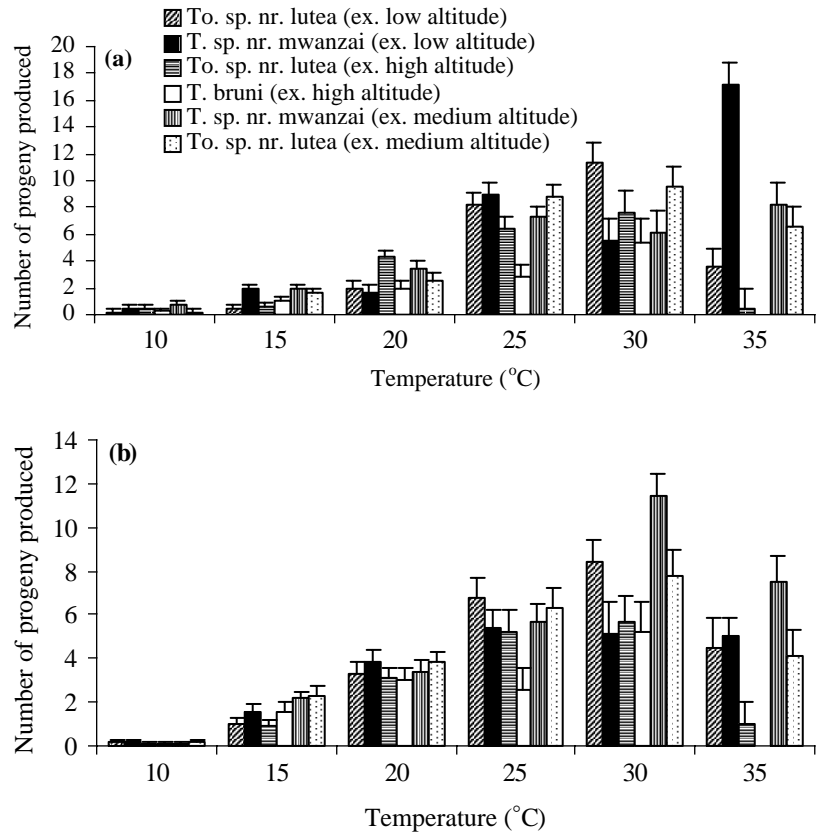 (a)
To. sp. nr. lutea (ex. low altitude)
T. sp. nr. mwanzai (ex. low altitude)
To. sp. nr. lutea (ex. high altitude)
T. bruni (ex. high altitude)
T. sp. nr. mwanzai (ex. medium altitude)
To. sp. nr. lutea (ex. medium altitude)
Number of progeny produced
20
18
16
14
12
10
8
6
4
2
0
10 15 20 25 30 35
Temperature (°C)
(b)
Number of progeny produced
14
12
10
8
6
4
2
0
10 15 20 25 30 35
Temperature (°C)